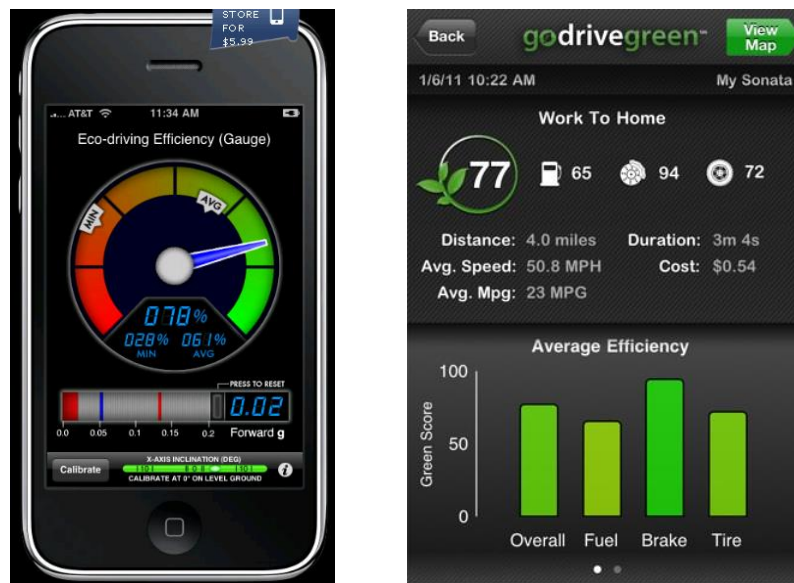 STORE
FOR
$5.99
AT&T 11:34 AM
Eco-driving Efficiency (Gauge)
MIN
AVG
078%
028% 061%
MIN AVG
PRESS TO RESET
0.02
0.0 0.05 0.1 0.15 0.2 Forward g
Calibrate
X-AXIS INCLINATION (DEG)
CALIBRATE AT 0° ON LEVEL GROUND
Back
godrivegreen
View
Map
1/6/11 10:22 AM My Sonata
Work To Home
77 65 94 72
Distance: 4.0 miles Duration: 3m 4s
Avg. Speed: 50.8 MPH Cost: $0.54
Avg. Mpg: 23 MPG
Average Efficiency
100
50
0
Green Score
Overall Fuel Brake Tire